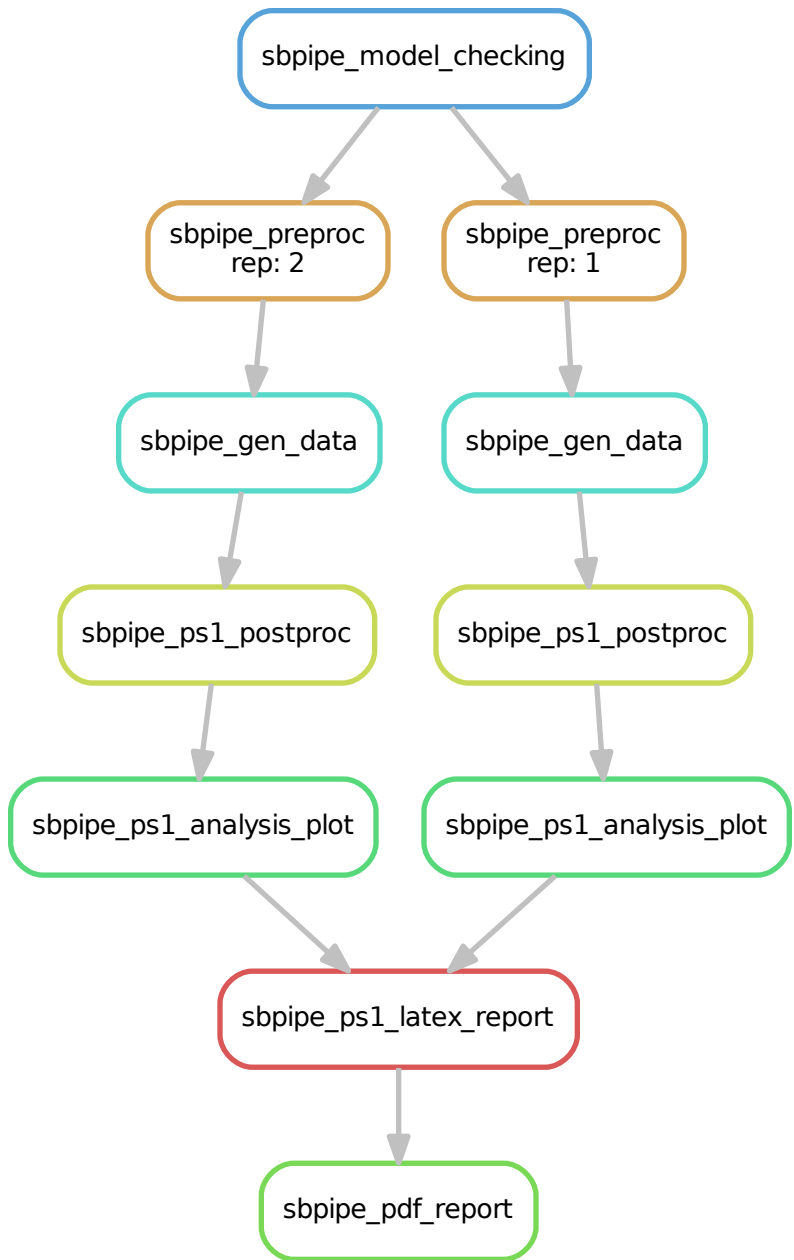 sbpipe_model_checking
sbpipe_preproc
rep: 2
sbpipe_preproc
rep: 1
sbpipe_gen_data
sbpipe_gen_data
sbpipe_ps1_postproc
sbpipe_ps1_postproc
sbpipe_ps1_analysis_plot
sbpipe_ps1_analysis_plot
sbpipe_ps1_latex_report
sbpipe_pdf_report